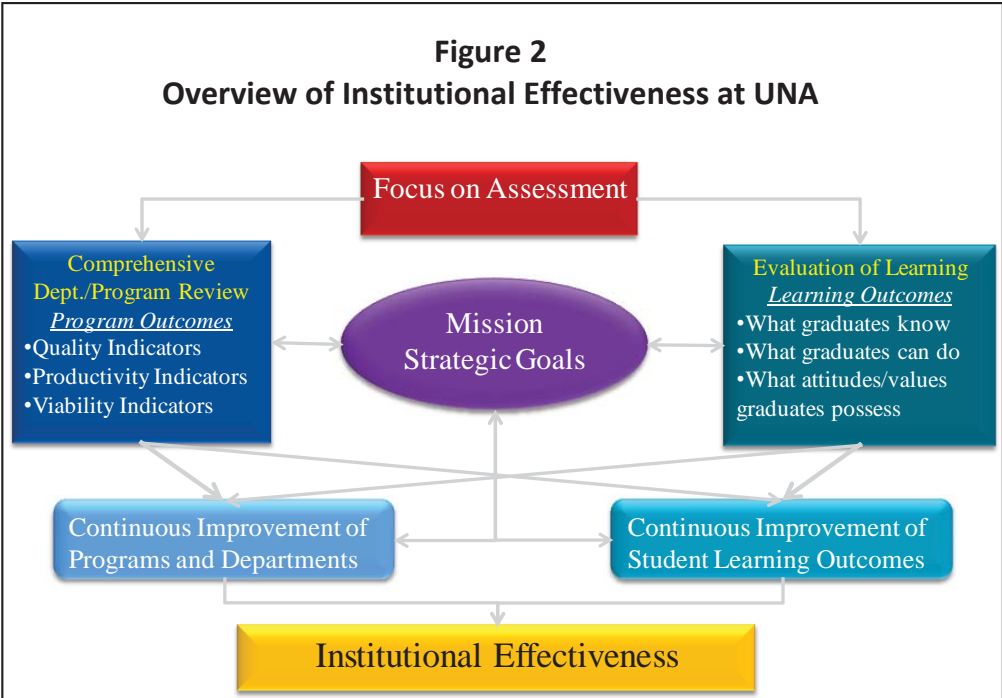 Figure 2
Overview of Institutional Effectiveness at UNA
Focus on Assessment
Comprehensive
Dept./Program Review
Program Outcomes
•Quality Indicators
•Productivity Indicators
•Viability Indicators
Mission
Strategic Goals
Evaluation of Learning
Learning Outcomes
•What graduates know
•What graduates can do
•What attitudes/values
graduates possess
Continuous Improvement of
Programs and Departments
Continuous Improvement of
Student Learning Outcomes
Institutional Effectiveness